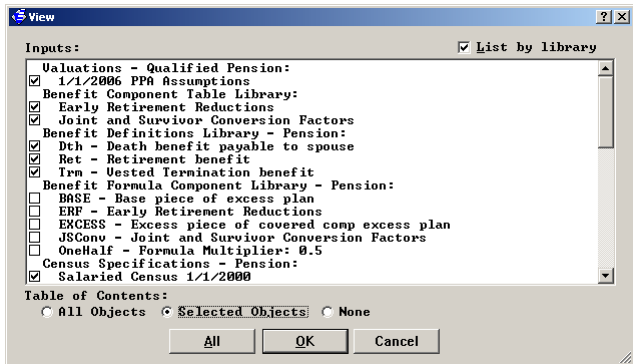 View
Inputs:
List by library
Valuations - Qualified Pension:
1/1/2006 PPA Assumptions
Benefit Component Table Library:
Early Retirement Reductions
Joint and Survivor Conversion Factors
Benefit Definitions Library - Pension:
Dth - Death benefit payable to spouse
Ret - Retirement benefit
Trm - Vested Termination benefit
Benefit Formula Component Library - Pension:
BASE - Base piece of excess plan
ERF - Early Retirement Reductions
EXCESS - Excess piece of covered comp excess plan
JSConv - Joint and Survivor Conversion Factors
OneHalf - Formula Multiplier: 0.5
Census Specifications - Pension:
Salaried Census 1/1/2000
Table of Contents:
All Objects Selected Objects None
All OK Cancel